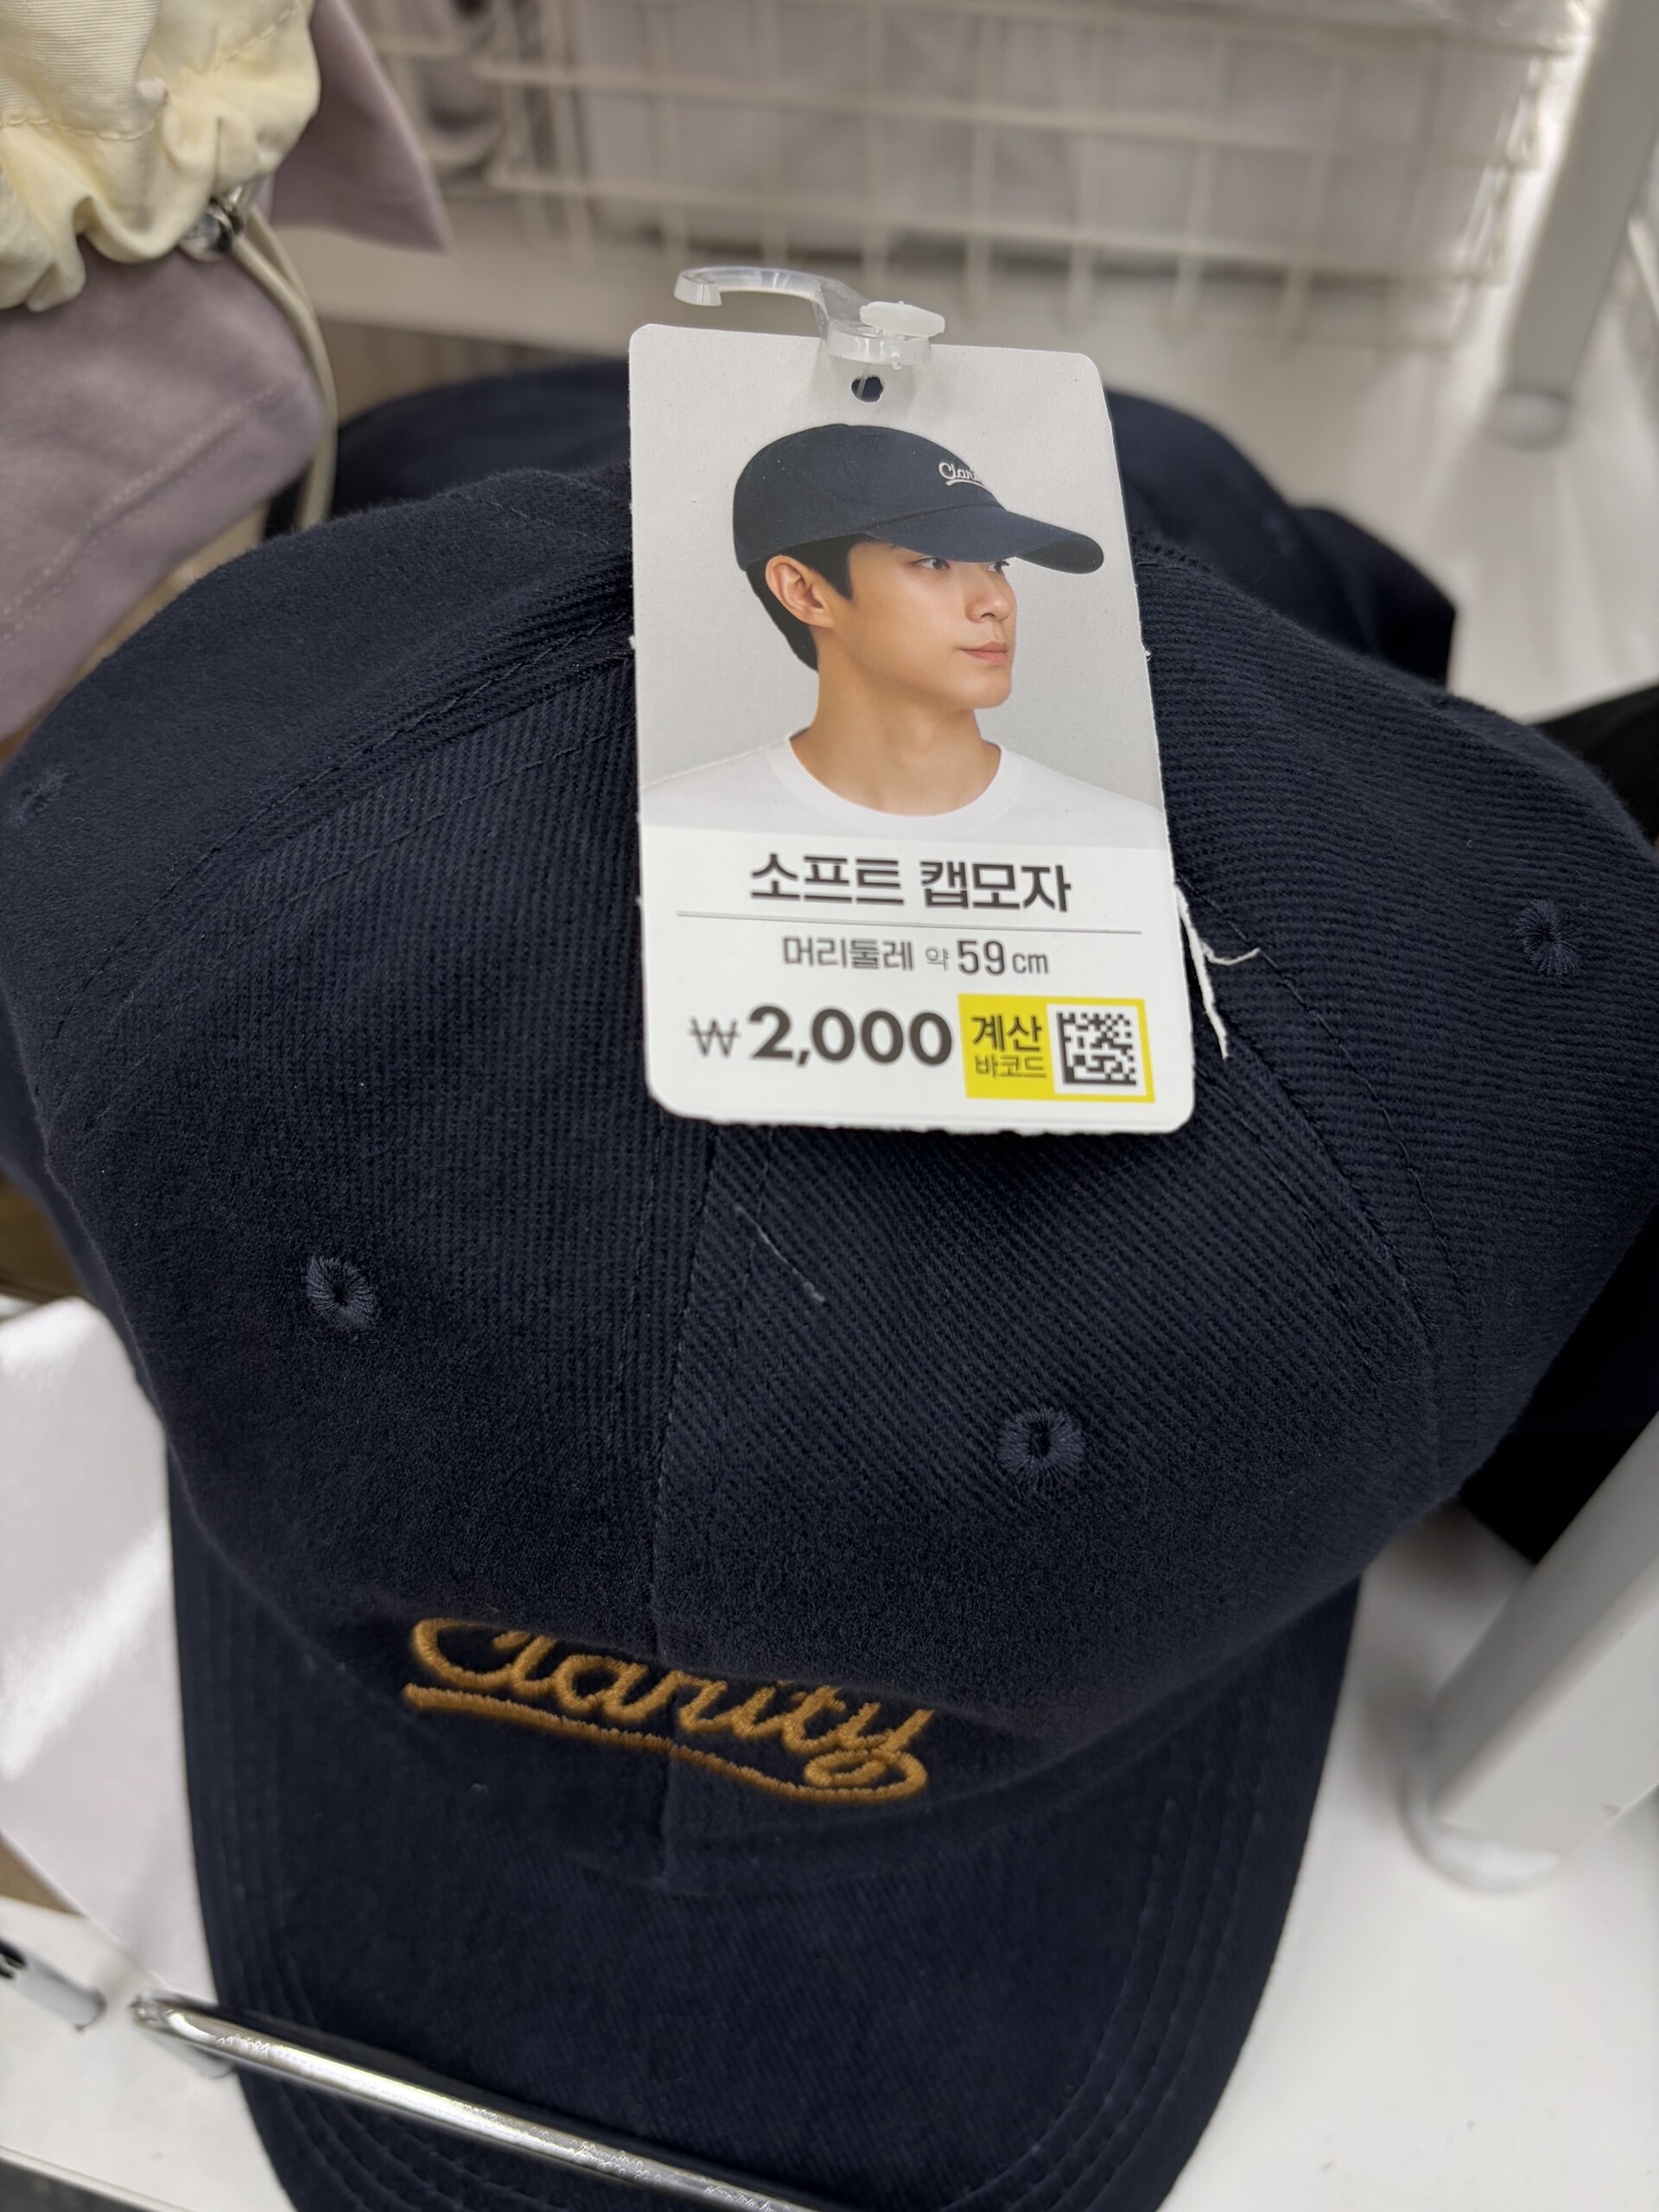 소프트 캡모자
머리둘레 약 59cm
₩2,000
계산
바코드
Clarity